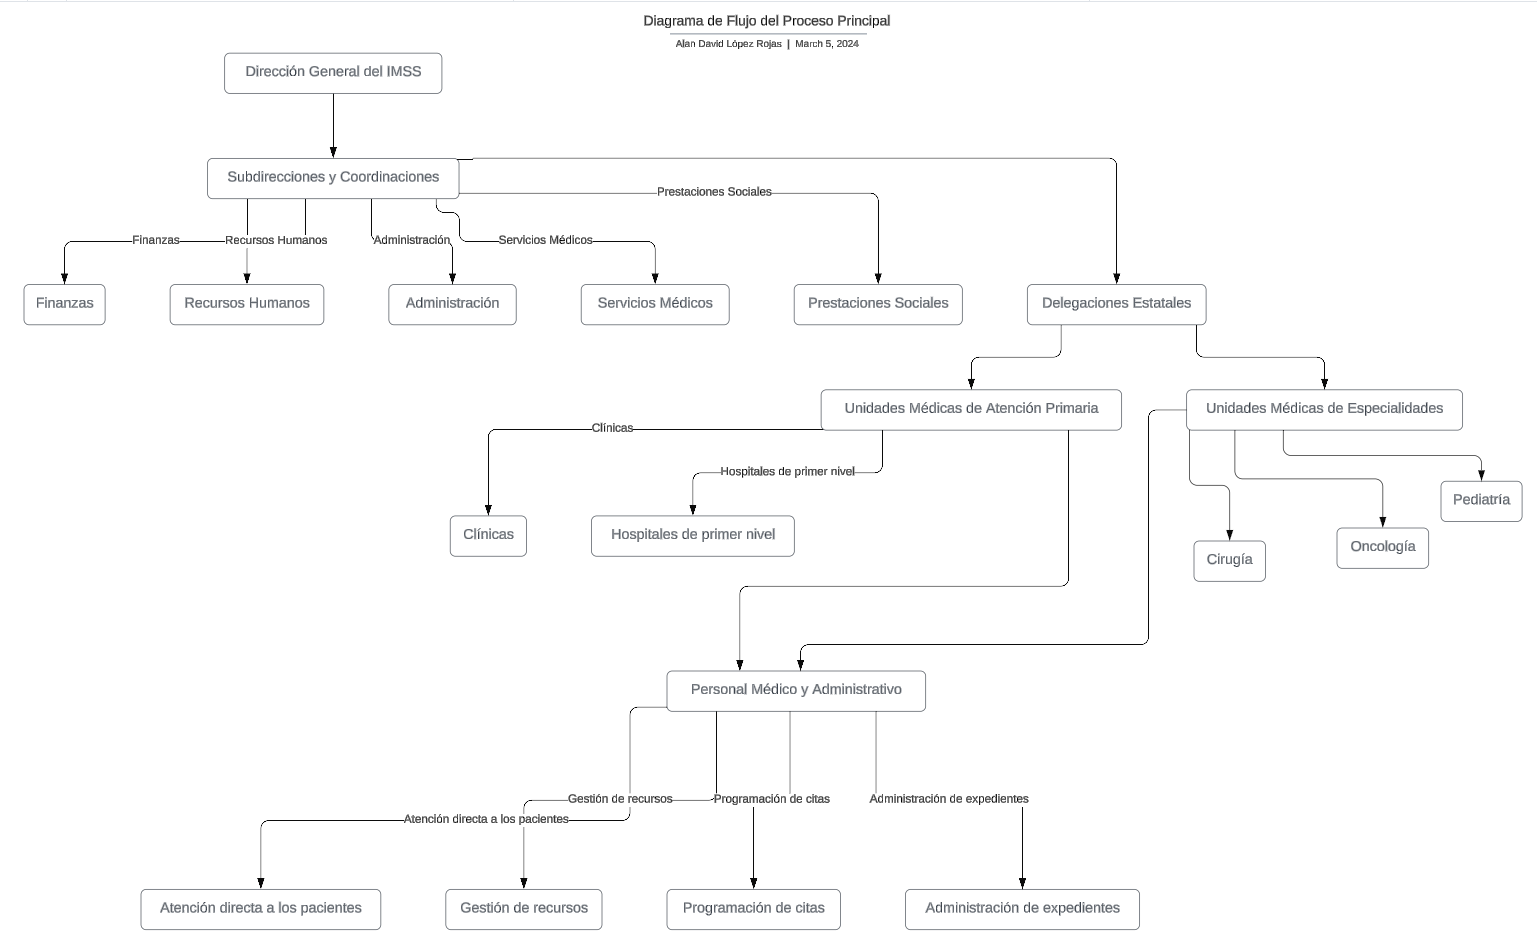 Diagrama de Flujo del Proceso Principal
Alan David López Rojas | March 5, 2024
Dirección General del IMSS
Subdirecciones y Coordinaciones
Prestaciones Sociales
Finanzas
Recursos Humanos
Administración
Servicios Médicos
Finanzas
Recursos Humanos
Administración
Servicios Médicos
Prestaciones Sociales
Delegaciones Estatales
Unidades Médicas de Atención Primaria
Unidades Médicas de Especialidades
Clínicas
Hospitales de primer nivel
Pediatría
Clínicas
Hospitales de primer nivel
Oncología
Cirugía
Personal Médico y Administrativo
Gestión de recursos
Programación de citas
Administración de expedientes
Atención directa a los pacientes
Atención directa a los pacientes
Gestión de recursos
Programación de citas
Administración de expedientes